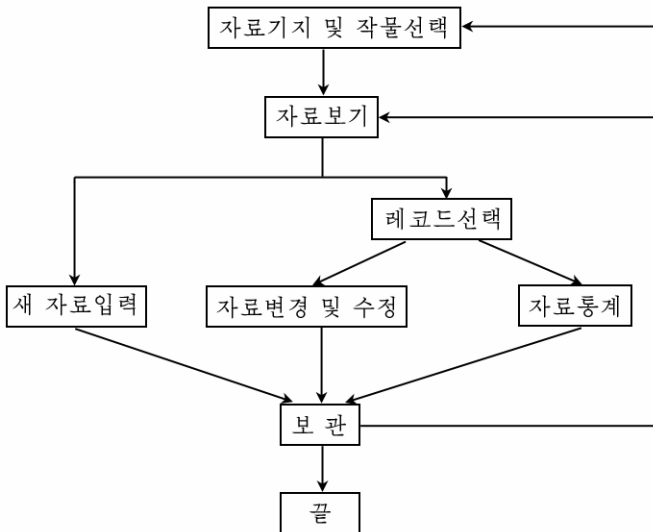 자료기지 및 작물선택
자료보기
레코드선택
새 자료입력
자료변경 및 수정
자료통계
보 관
끝